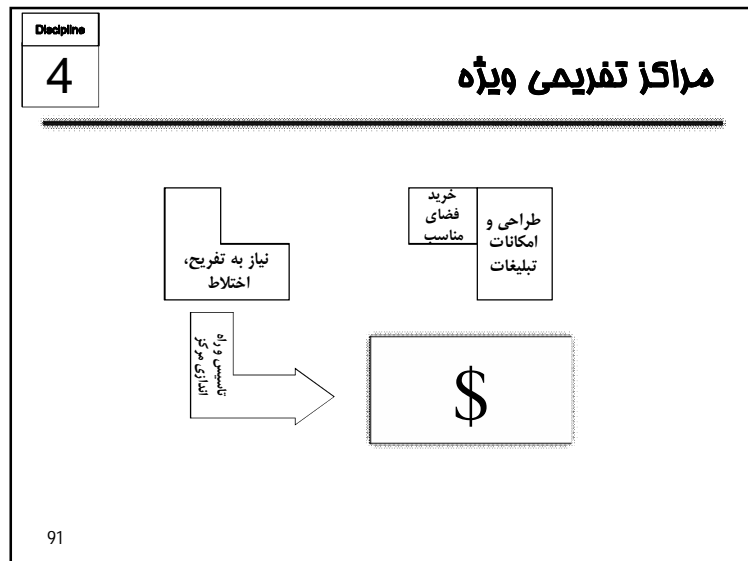 Discipline
4
مراکز تفریحی ویژه
خرید
فضای
مناسب
طراحی و
امکانات
تبلیغات
نیاز به تفریح،
اختلاط
تاسیس و راه
اندازی مرکز
$
91